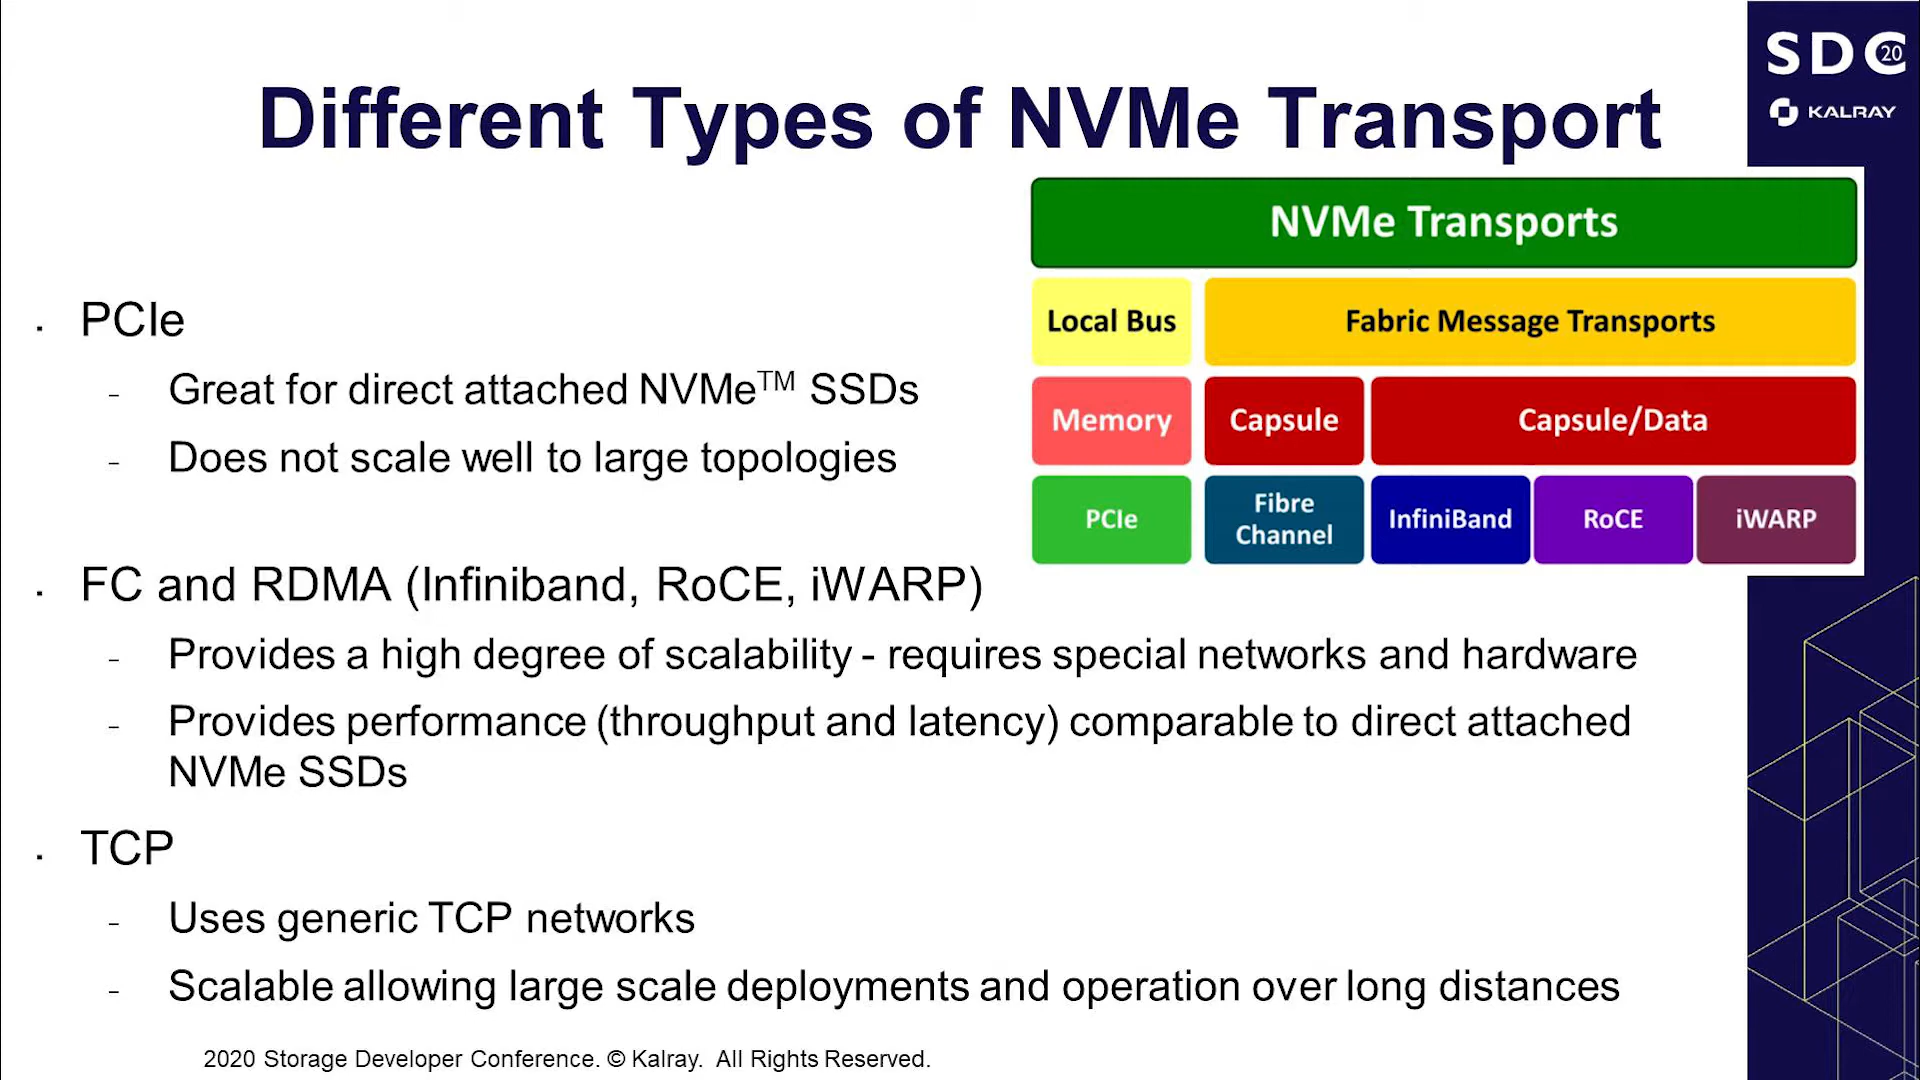 Different Types of NVMe Transport
SDC 20
KALRAY
NVMe Transports
Local Bus
Fabric Message Transports
Memory
Capsule
Capsule/Data
PCIe
Fibre
Channel
InfiniBand
RoCE
iWARP
· PCIe
- Great for direct attached NVMe™ SSDs
- Does not scale well to large topologies
· FC and RDMA (Infiniband, RoCE, iWARP)
- Provides a high degree of scalability - requires special networks and hardware
- Provides performance (throughput and latency) comparable to direct attached
NVMe SSDs
· TCP
- Uses generic TCP networks
- Scalable allowing large scale deployments and operation over long distances
2020 Storage Developer Conference. © Kalray. All Rights Reserved.